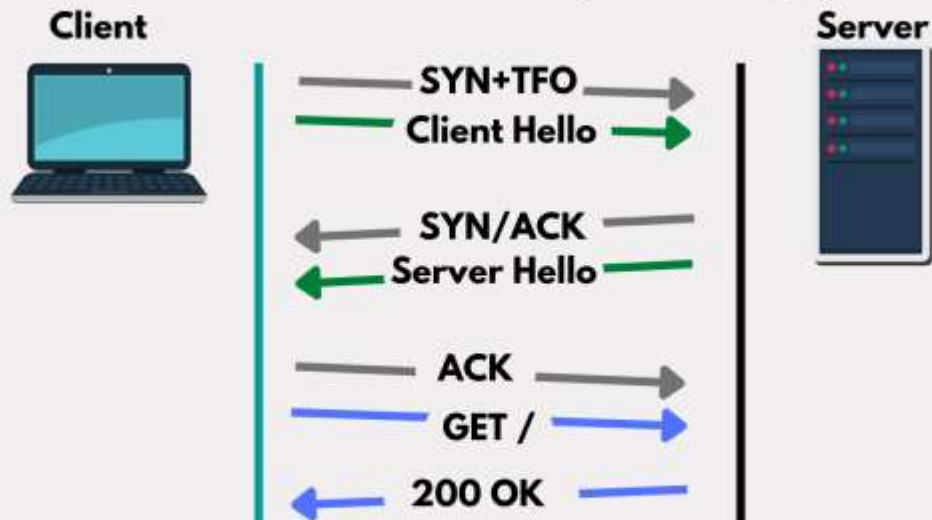 Client
Server
SYN+TFO
Client Hello
SYN/ACK
Server Hello
ACK
GET /
200 OK